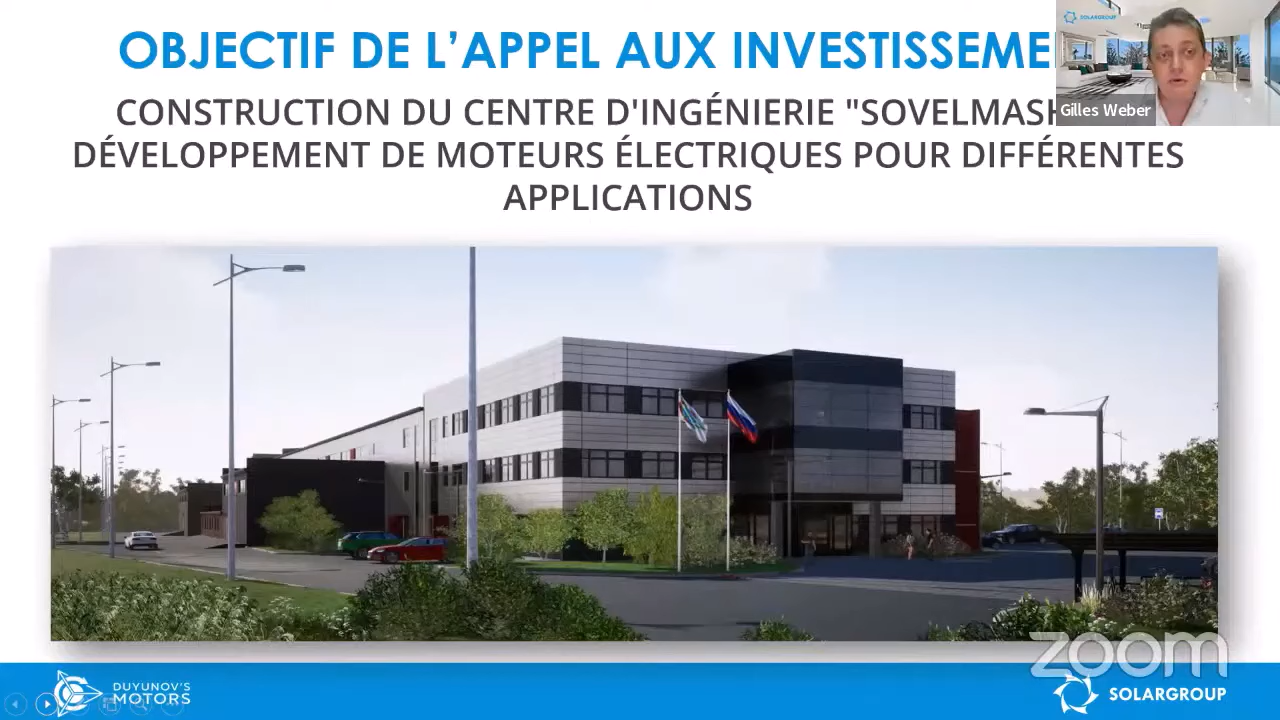 OBJECTIF DE L’APPEL AUX INVESTISSEME
SOLARGROUP
CONSTRUCTION DU CENTRE D'INGÉNIERIE "SOVELMASH
Gilles Weber
DÉVELOPPEMENT DE MOTEURS ÉLECTRIQUES POUR DIFFÉRENTES
APPLICATIONS
zoom
DUYUNOV'S
MOTORS
SOLARGROUP